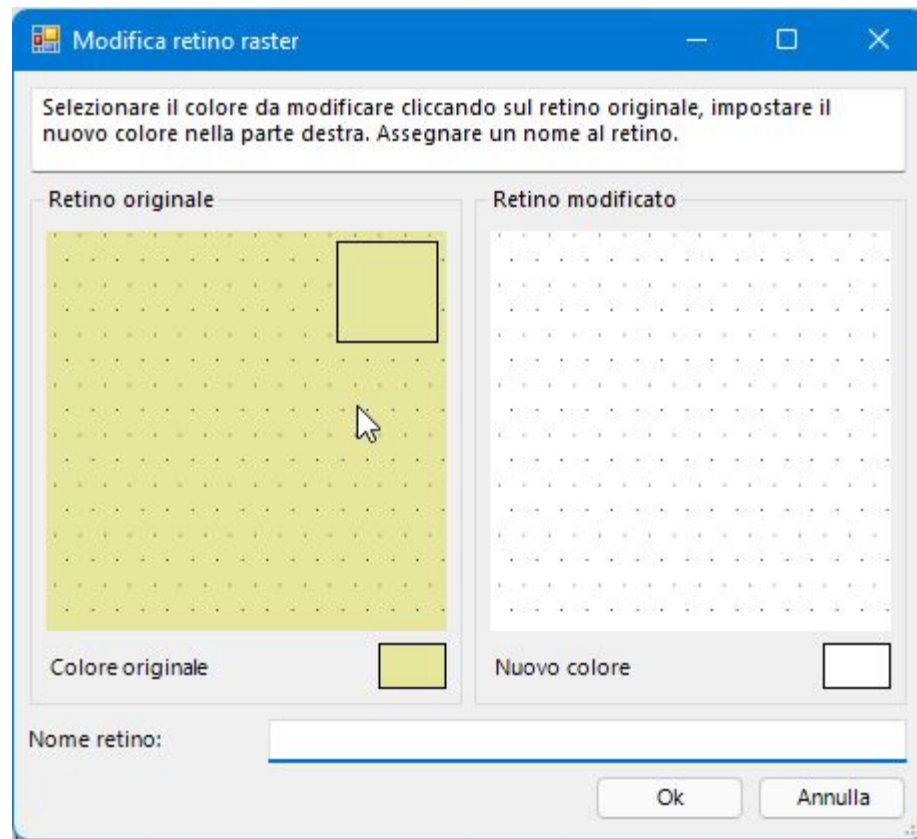 Modifica retino raster
Selezionare il colore da modificare cliccando sul retino originale, impostare il
nuovo colore nella parte destra. Assegnare un nome al retino.
Retino originale
Retino modificato
Colore originale
Nuovo colore
Nome retino:
Ok
Annulla